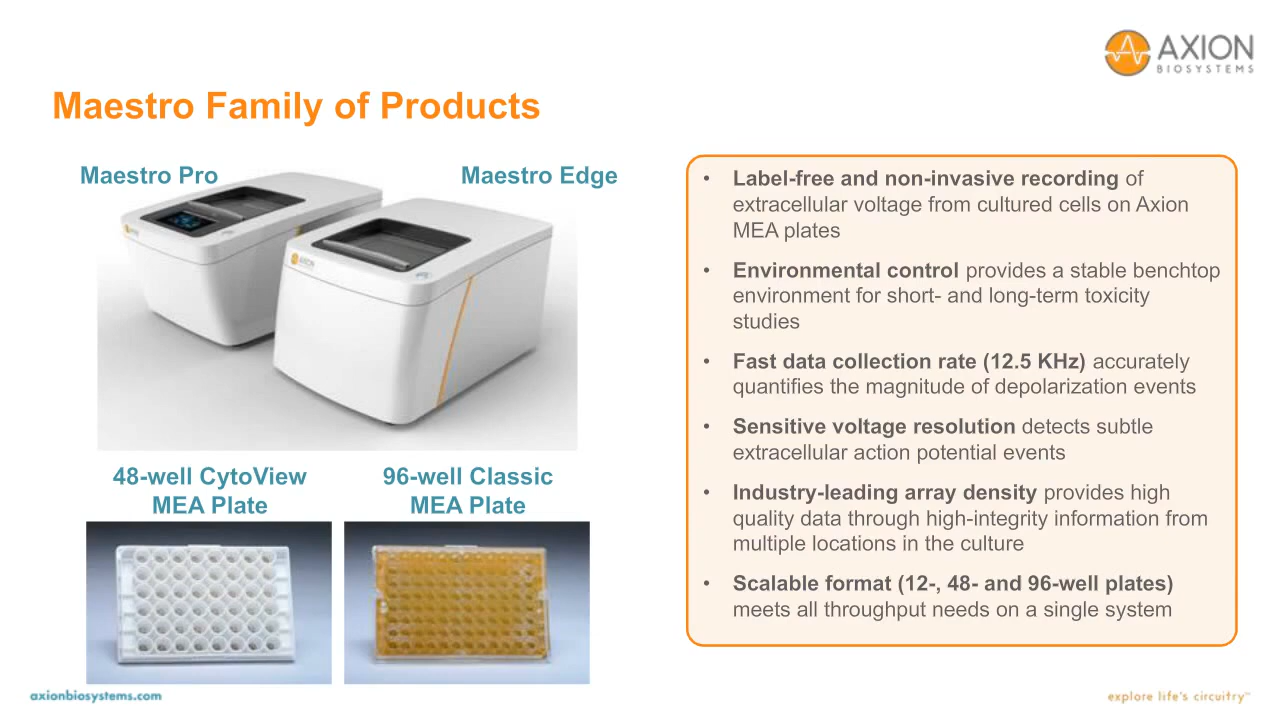 AXION
BIOSYSTEMS
Maestro Family of Products
Maestro Pro
Maestro Edge
AXION
48-well CytoView
MEA Plate
96-well Classic
MEA Plate
• Label-free and non-invasive recording of
extracellular voltage from cultured cells on Axion
MEA plates
• Environmental control provides a stable benchtop
environment for short- and long-term toxicity
studies
• Fast data collection rate (12.5 KHz) accurately
quantifies the magnitude of depolarization events
• Sensitive voltage resolution detects subtle
extracellular action potential events
• Industry-leading array density provides high
quality data through high-integrity information from
multiple locations in the culture
• Scalable format (12-, 48- and 96-well plates)
meets all throughput needs on a single system
axionbiosystems.com
explore life's circuitry™